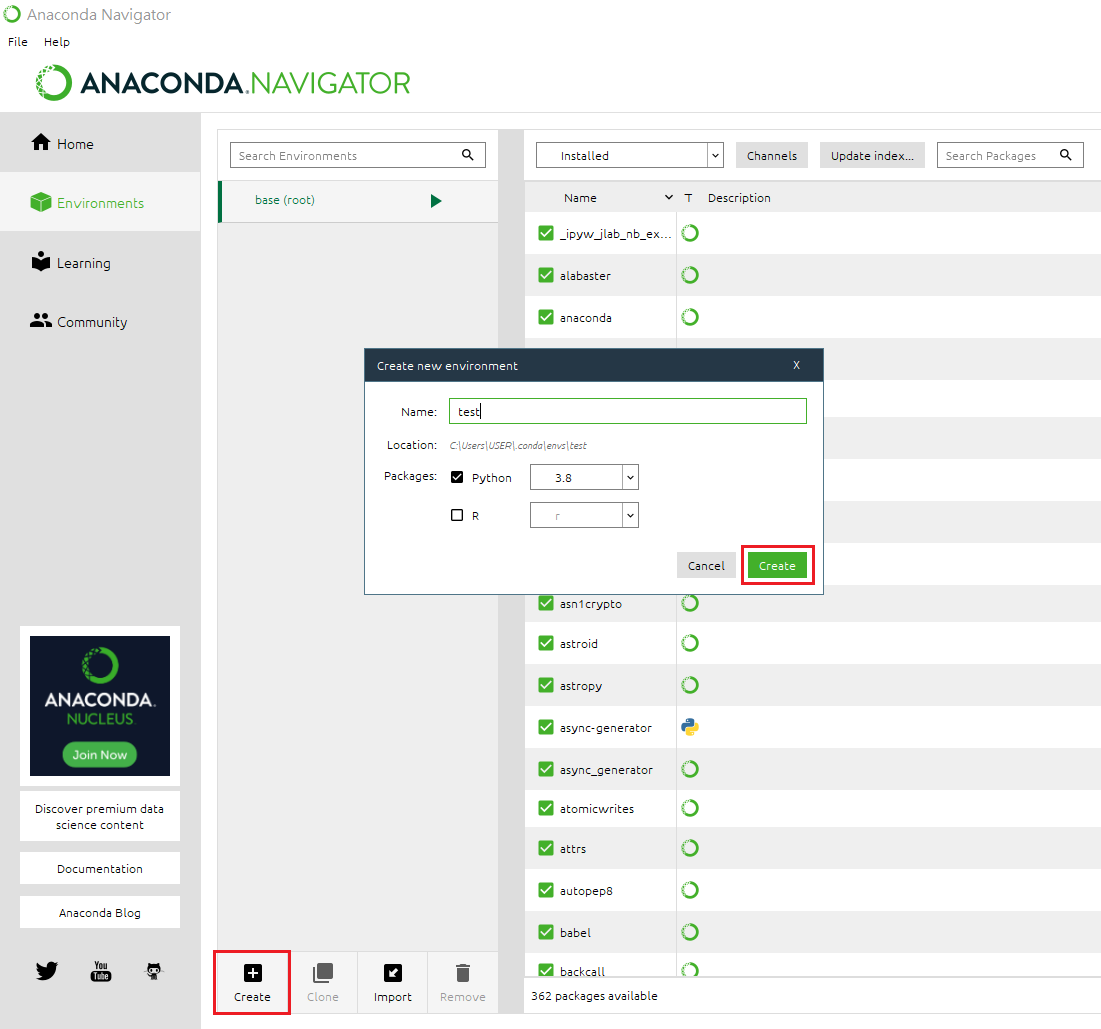 Anaconda Navigator
File Help
ANACONDA.NAVIGATOR
Home
Environments
Learning
Community
ANACONDA.
NUCLEUS
Join Now
Discover premium data
science content
Documentation
Anaconda Blog
You
Tube
Search Environments
base (root)
Create
Clone
Import
Remove
Installed
Channels
Update index...
Search Packages
Name T Description
_ipyw_jlab_nb_ex...
alabaster
anaconda
Create new environment X
Name: test
Location: C:\Users\USER\.conda\envs\test
Packages: Python 3.8
R r
Cancel Create
asn1crypto
astroid
astropy
async-generator
async_generator
atomicwrites
attrs
autopep8
babel
backcall
362 packages available